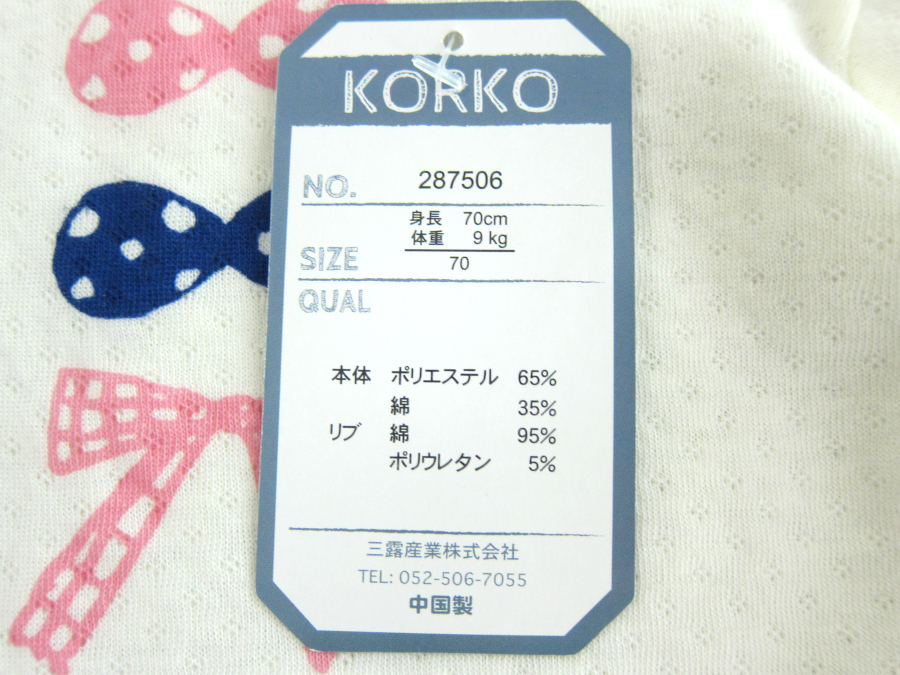 KORKO
NO. 287506
身長 70cm
体重 9 kg
SIZE 70
QUAL
本体 ポリエステル 65%
綿 35%
リブ 綿 95%
ポリウレタン 5%
三露産業株式会社
TEL: 052-506-7055
中国製